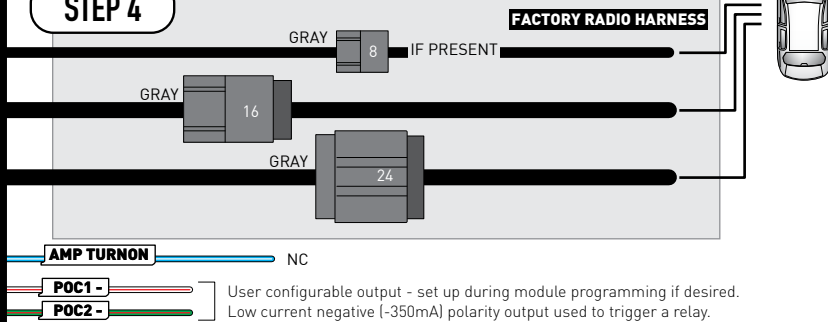 STEP 4
FACTORY RADIO HARNESS
GRAY
8
IF PRESENT
GRAY
16
GRAY
24
AMP TURNON
NC
POC1 -
POC2 -
User configurable output - set up during module programming if desired.
Low current negative (-350mA) polarity output used to trigger a relay.